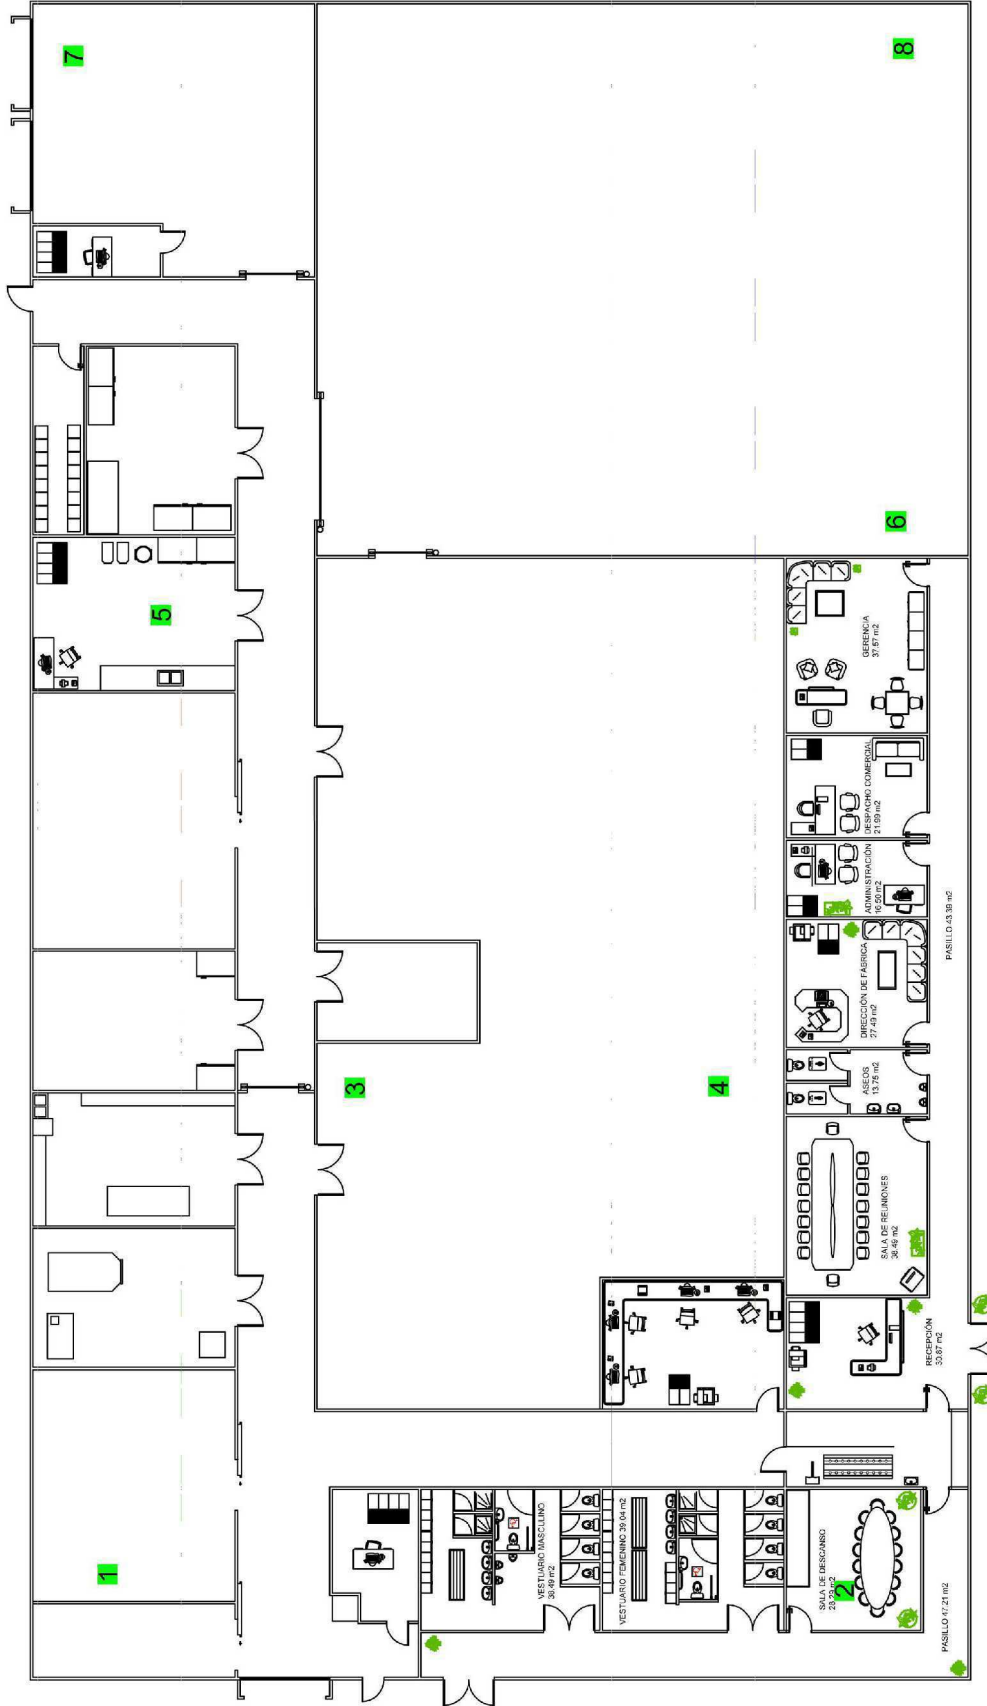 7
8
5
6
3
4
1
2
GERENCIA
37.57 m2
DESPACHO COMERCIAL
21.99 m2
ADMINISTRACIÓN
16.50 m2
DIRECCIÓN DE FÁBRICA
27.49 m2
PASILLO 43.39 m2
ASEOS
13.75 m2
SALA DE REUNIONES
38.49 m2
RECEPCIÓN
30.87 m2
VESTUARIO MASCULINO
38.49 m2
VESTUARIO FEMENINO 39.04 m2
SALA DE DESCANSO
PASILLO 47.21 m2